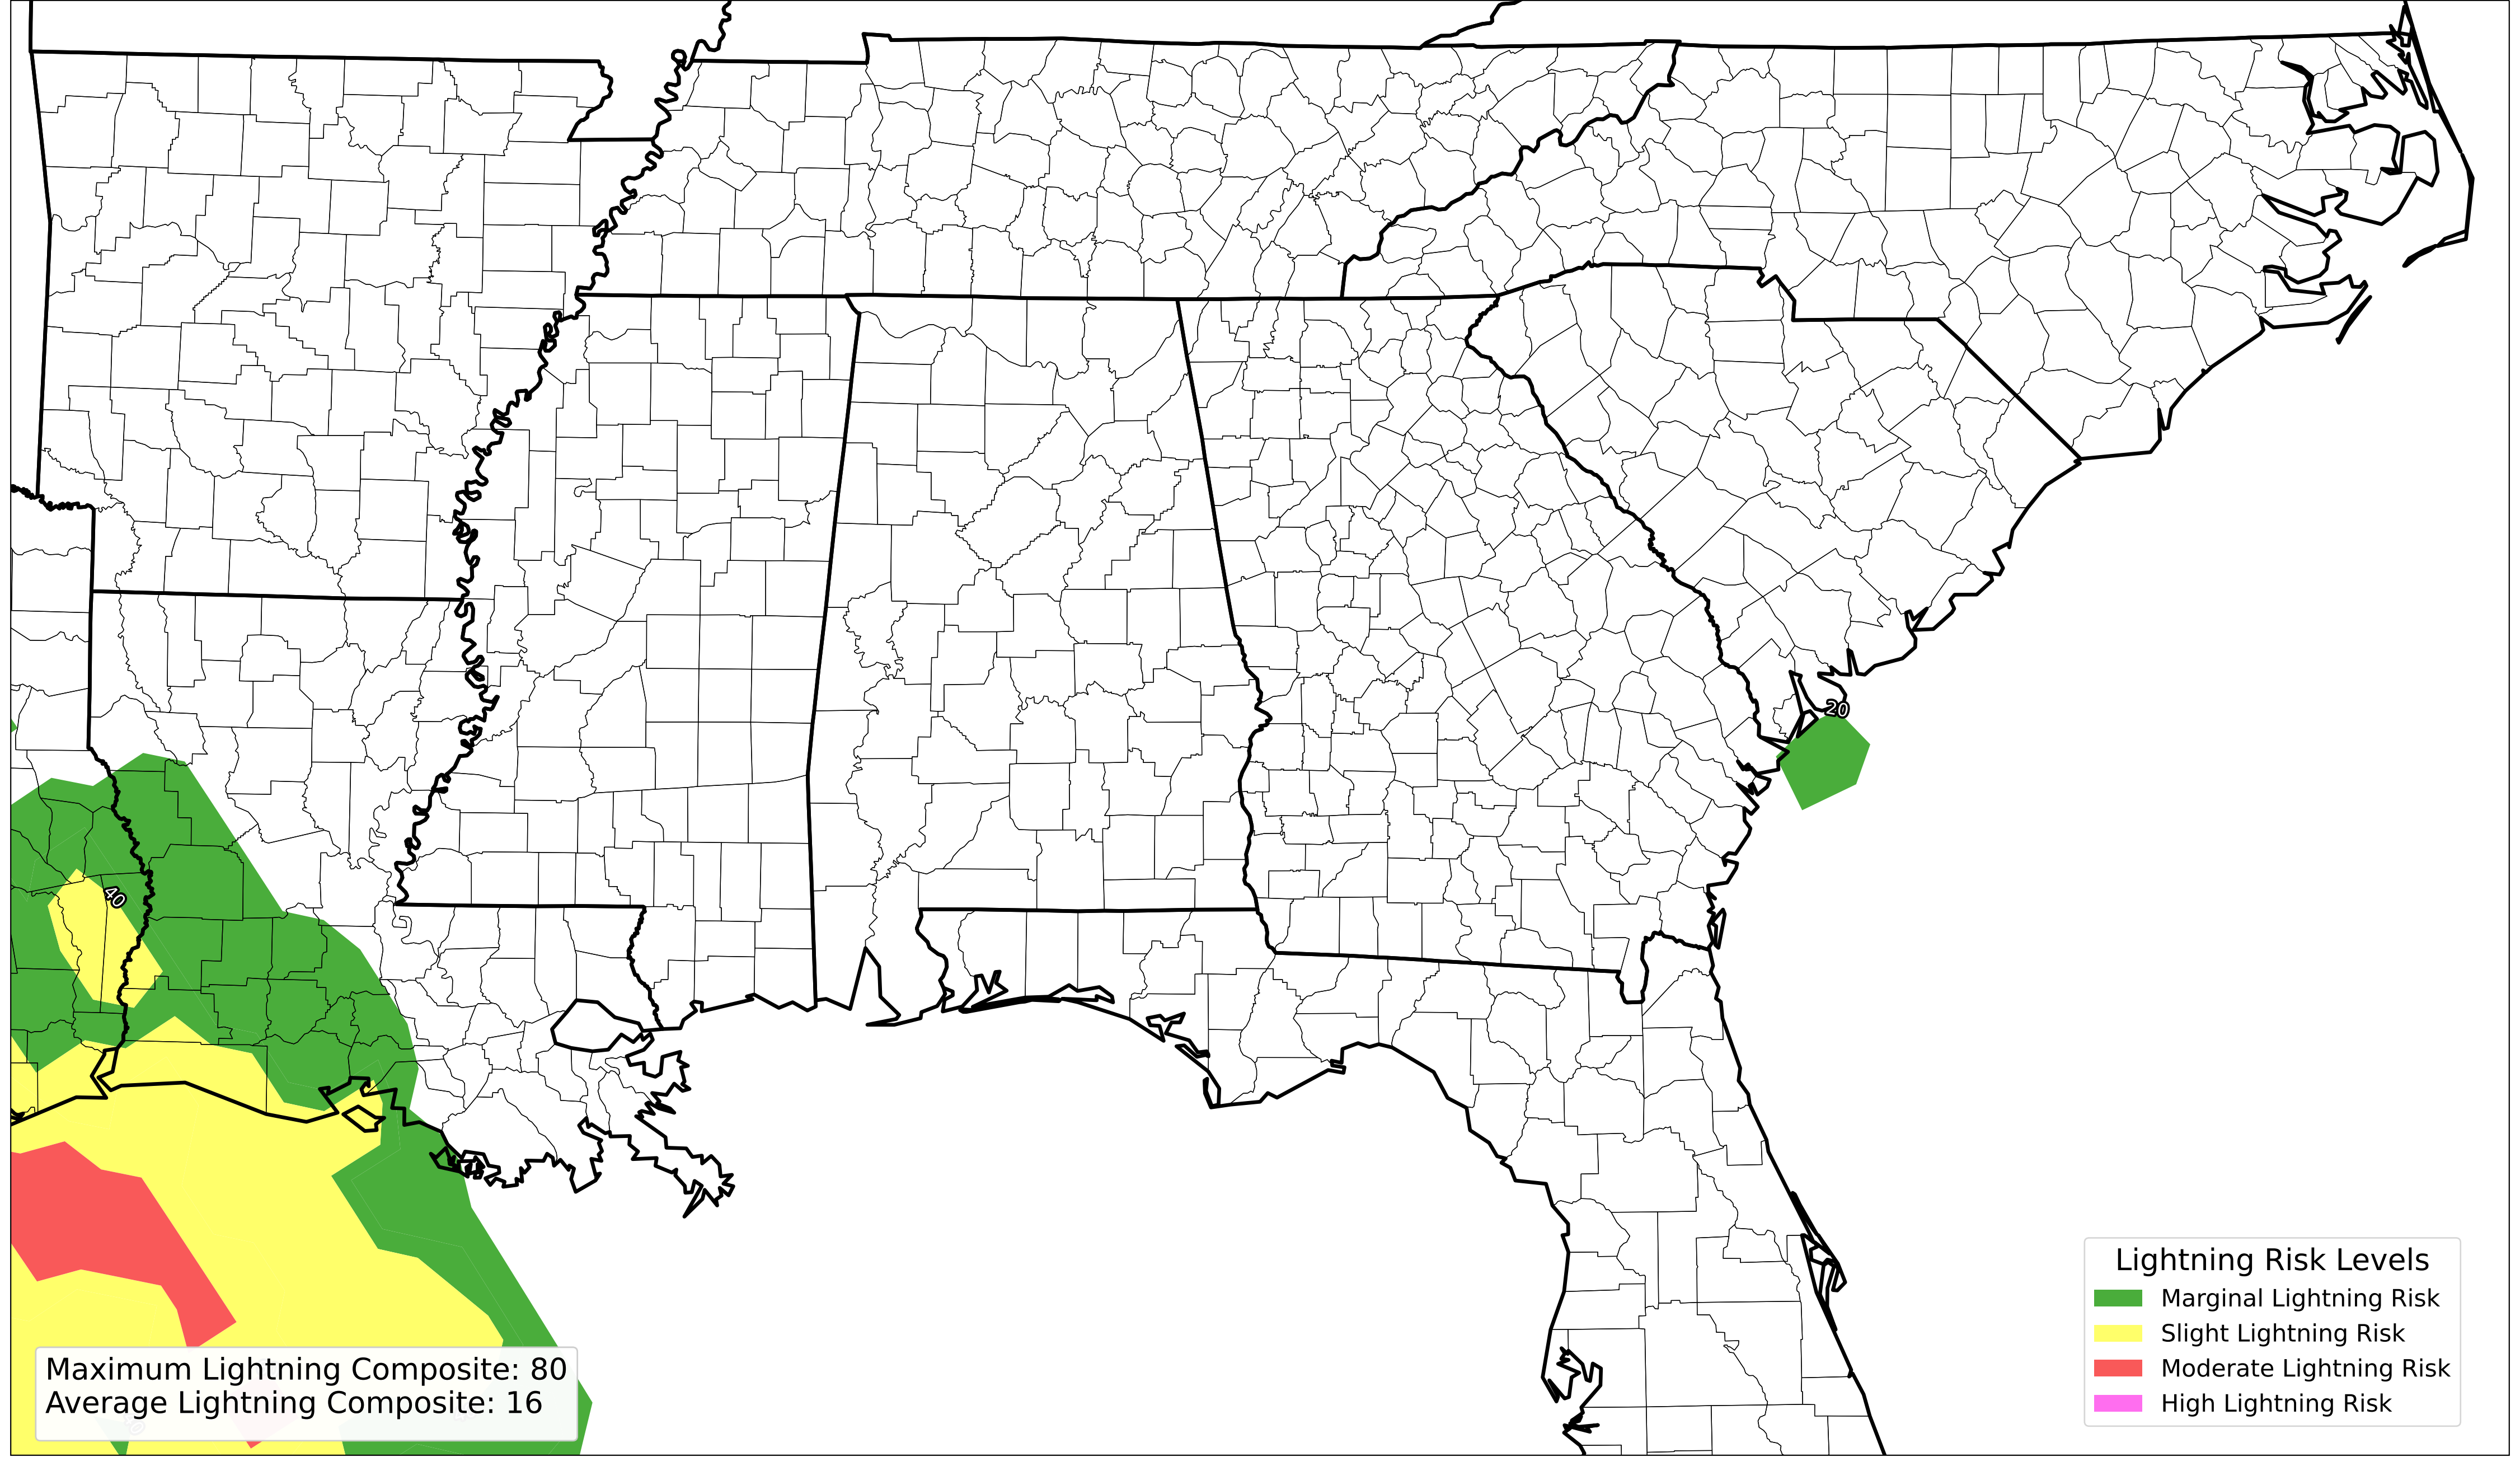 20
40
Lightning Risk Levels
Marginal Lightning Risk
Slight Lightning Risk
Moderate Lightning Risk
High Lightning Risk
Maximum Lightning Composite: 80
Average Lightning Composite: 16